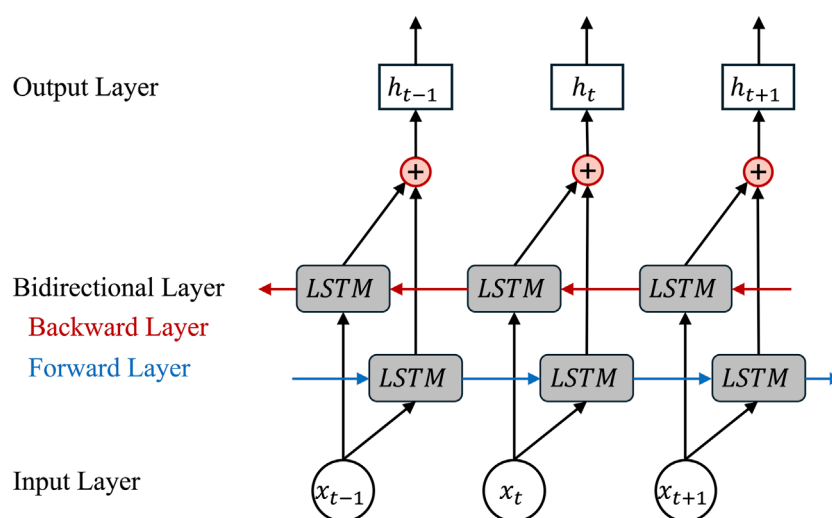 Output Layer
h_{t-1} h_t h_{t+1}
+ + +
Bidirectional Layer
LSTM LSTM LSTM
Backward Layer
Forward Layer
LSTM LSTM LSTM
Input Layer
x_{t-1} x_t x_{t+1}